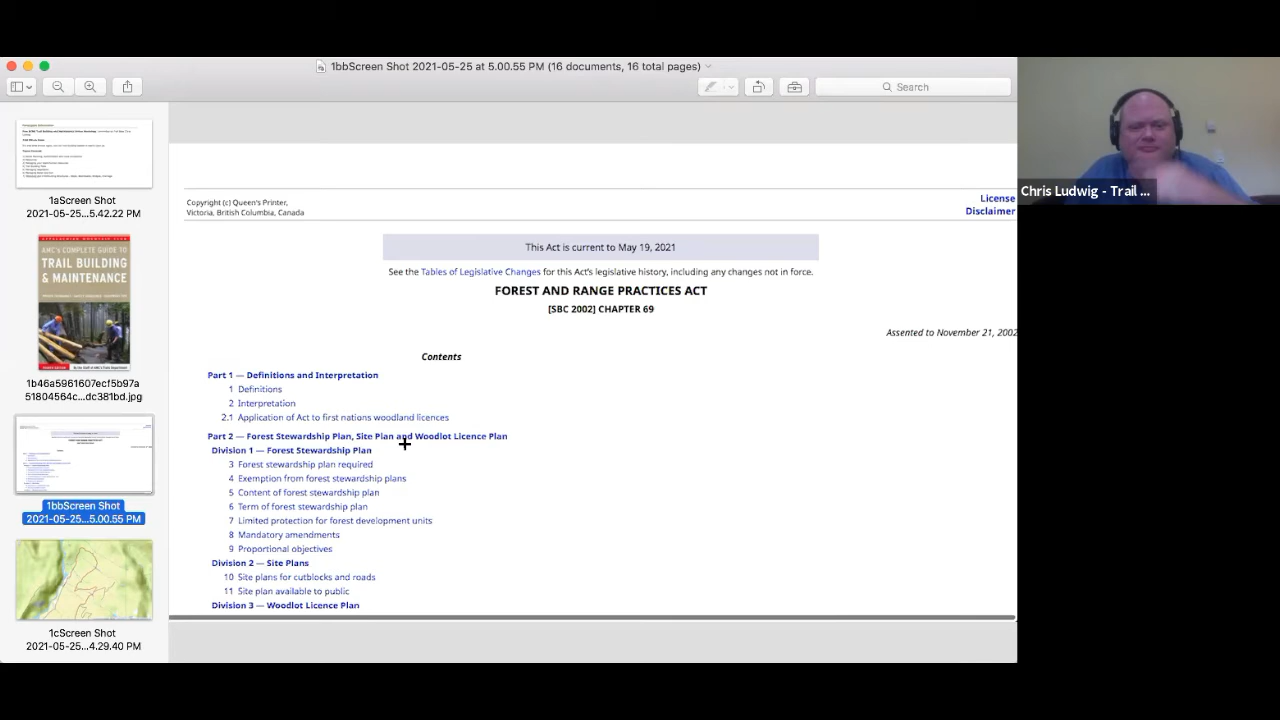 1bbScreen Shot 2021-05-25 at 5.00.55 PM (16 documents, 16 total pages)
Search
1aScreen Shot
2021-05-25...5.42.22 PM
APPALACHIAN MOUNTAIN CLUB
AMC'S COMPLETE GUIDE TO
TRAIL BUILDING
& MAINTENANCE
1b46a5961607ecf5b97a
51804564c...dc381bd.jpg
1bbScreen Shot
2021-05-25...5.00.55 PM
1cScreen Shot
2021-05-25...4.29.40 PM
Copyright (c) Queen's Printer,
Victoria, British Columbia, Canada
License
Disclaimer
This Act is current to May 19, 2021
See the Tables of Legislative Changes for this Act's legislative history, including any changes not in force.
FOREST AND RANGE PRACTICES ACT
[SBC 2002] CHAPTER 69
Assented to November 21, 2002
Contents
Part 1 — Definitions and Interpretation
1 Definitions
2 Interpretation
2.1 Application of Act to first nations woodland licences
Part 2 — Forest Stewardship Plan, Site Plan and Woodlot Licence Plan
Division 1 — Forest Stewardship Plan
3 Forest stewardship plan required
4 Exemption from forest stewardship plans
5 Content of forest stewardship plan
6 Term of forest stewardship plan
7 Limited protection for forest development units
8 Mandatory amendments
9 Proportional objectives
Division 2 — Site Plans
10 Site plans for cutblocks and roads
11 Site plan available to public
Division 3 — Woodlot Licence Plan
Chris Ludwig - Trail ...